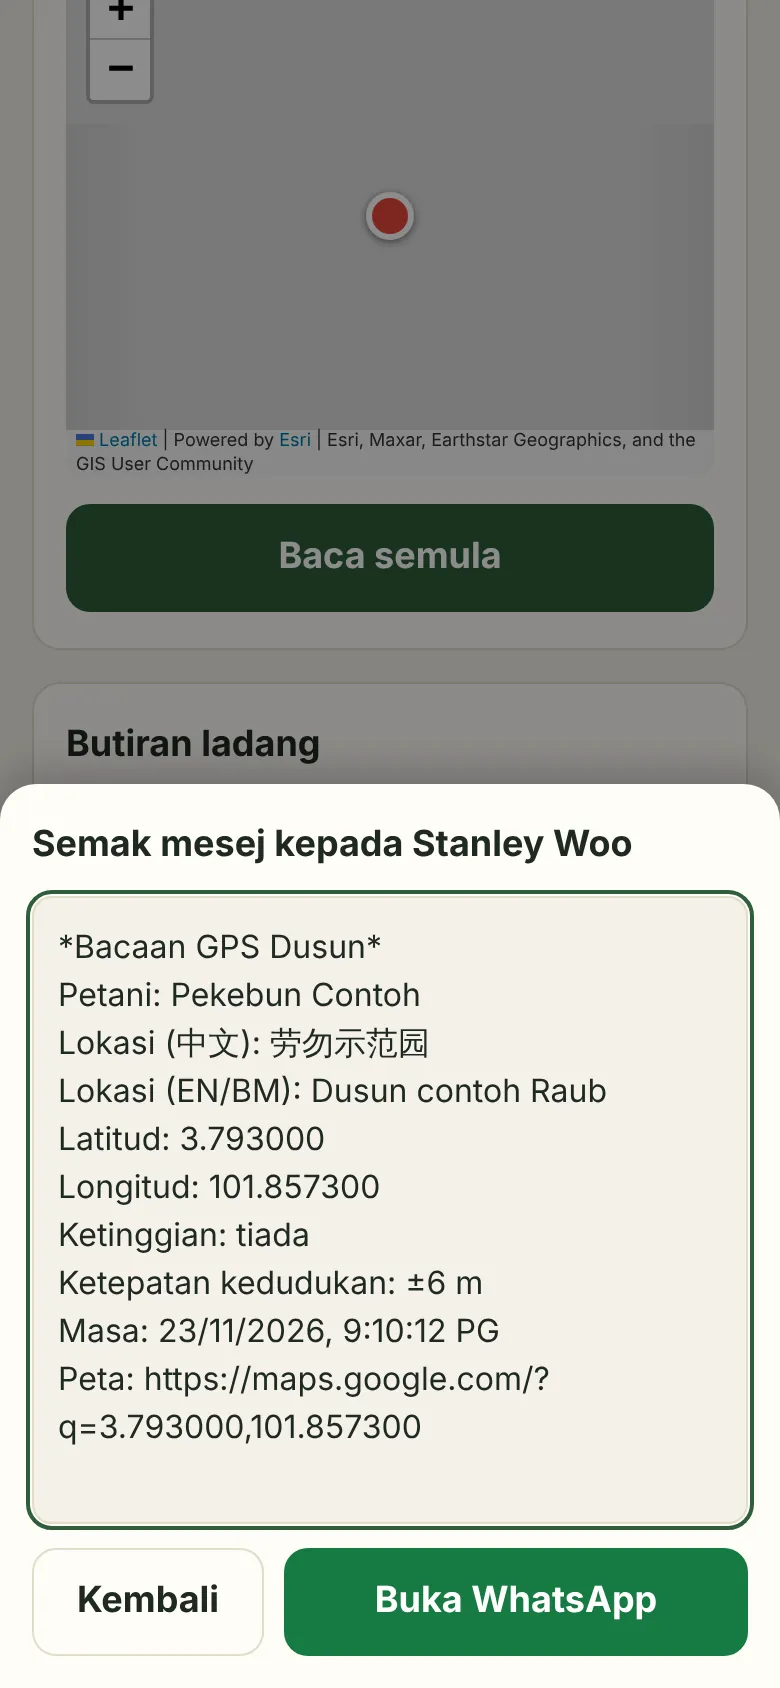 +
−
Leaflet | Powered by Esri | Esri, Maxar, Earthstar Geographics, and the
GIS User Community
Baca semula
Butiran ladang
Semak mesej kepada Stanley Woo
*Bacaan GPS Dusun*
Petani: Pekebun Contoh
Lokasi (中文): 劳勿示范园
Lokasi (EN/BM): Dusun contoh Raub
Latitud: 3.793000
Longitud: 101.857300
Ketinggian: tiada
Ketepatan kedudukan: ±6 m
Masa: 23/11/2026, 9:10:12 PG
Peta: https://maps.google.com/?
q=3.793000,101.857300
Kembali
Buka WhatsApp